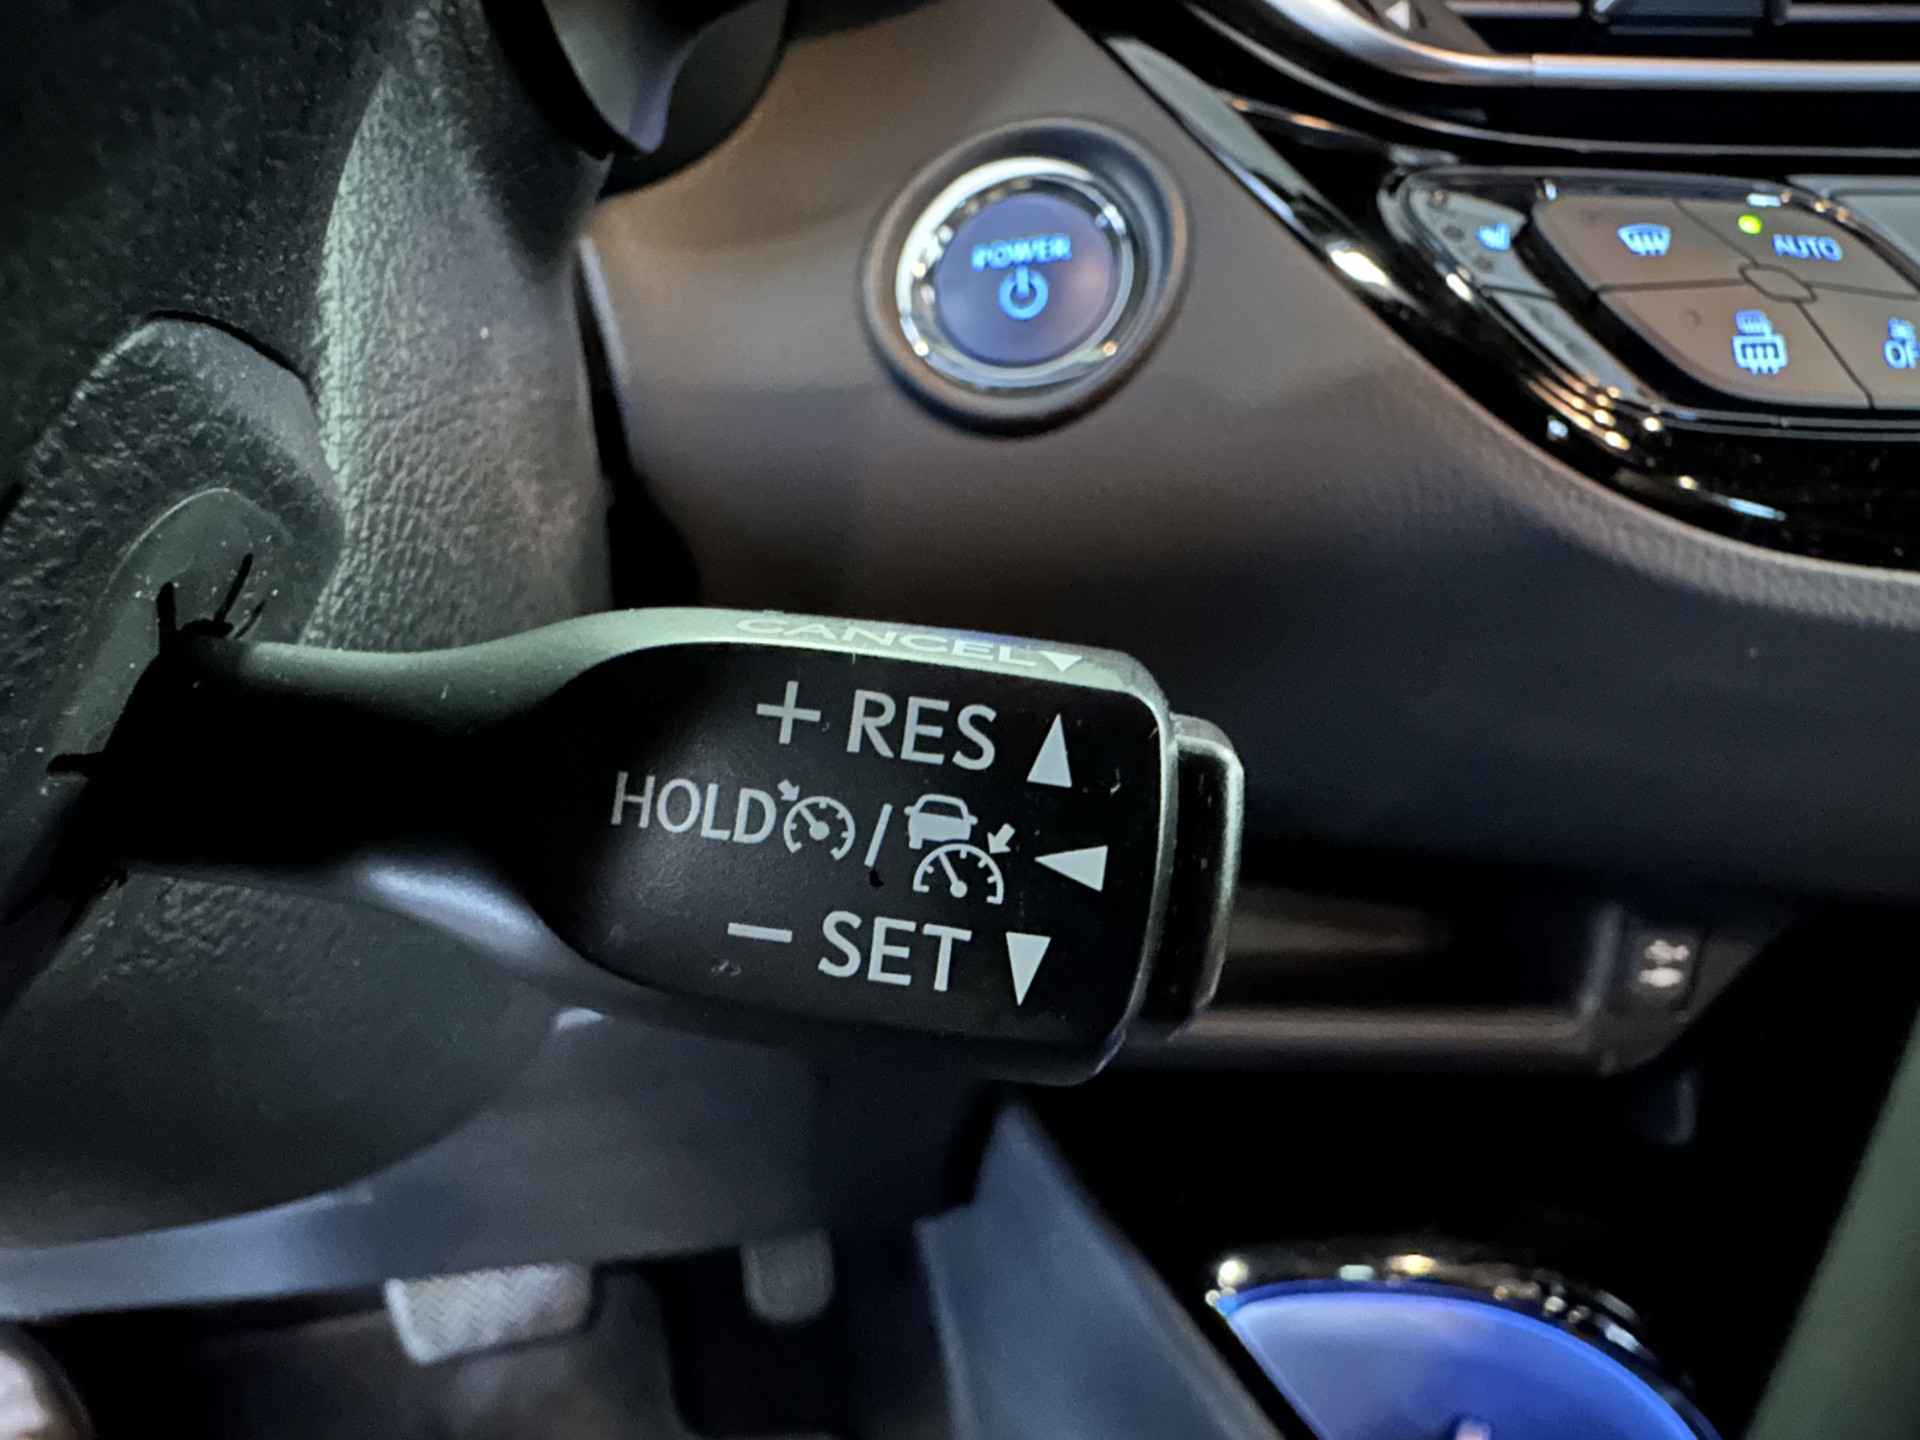 POWER
AUTO
CANCEL▼
+ RES ▲
HOLD / ◀
− SET ▼